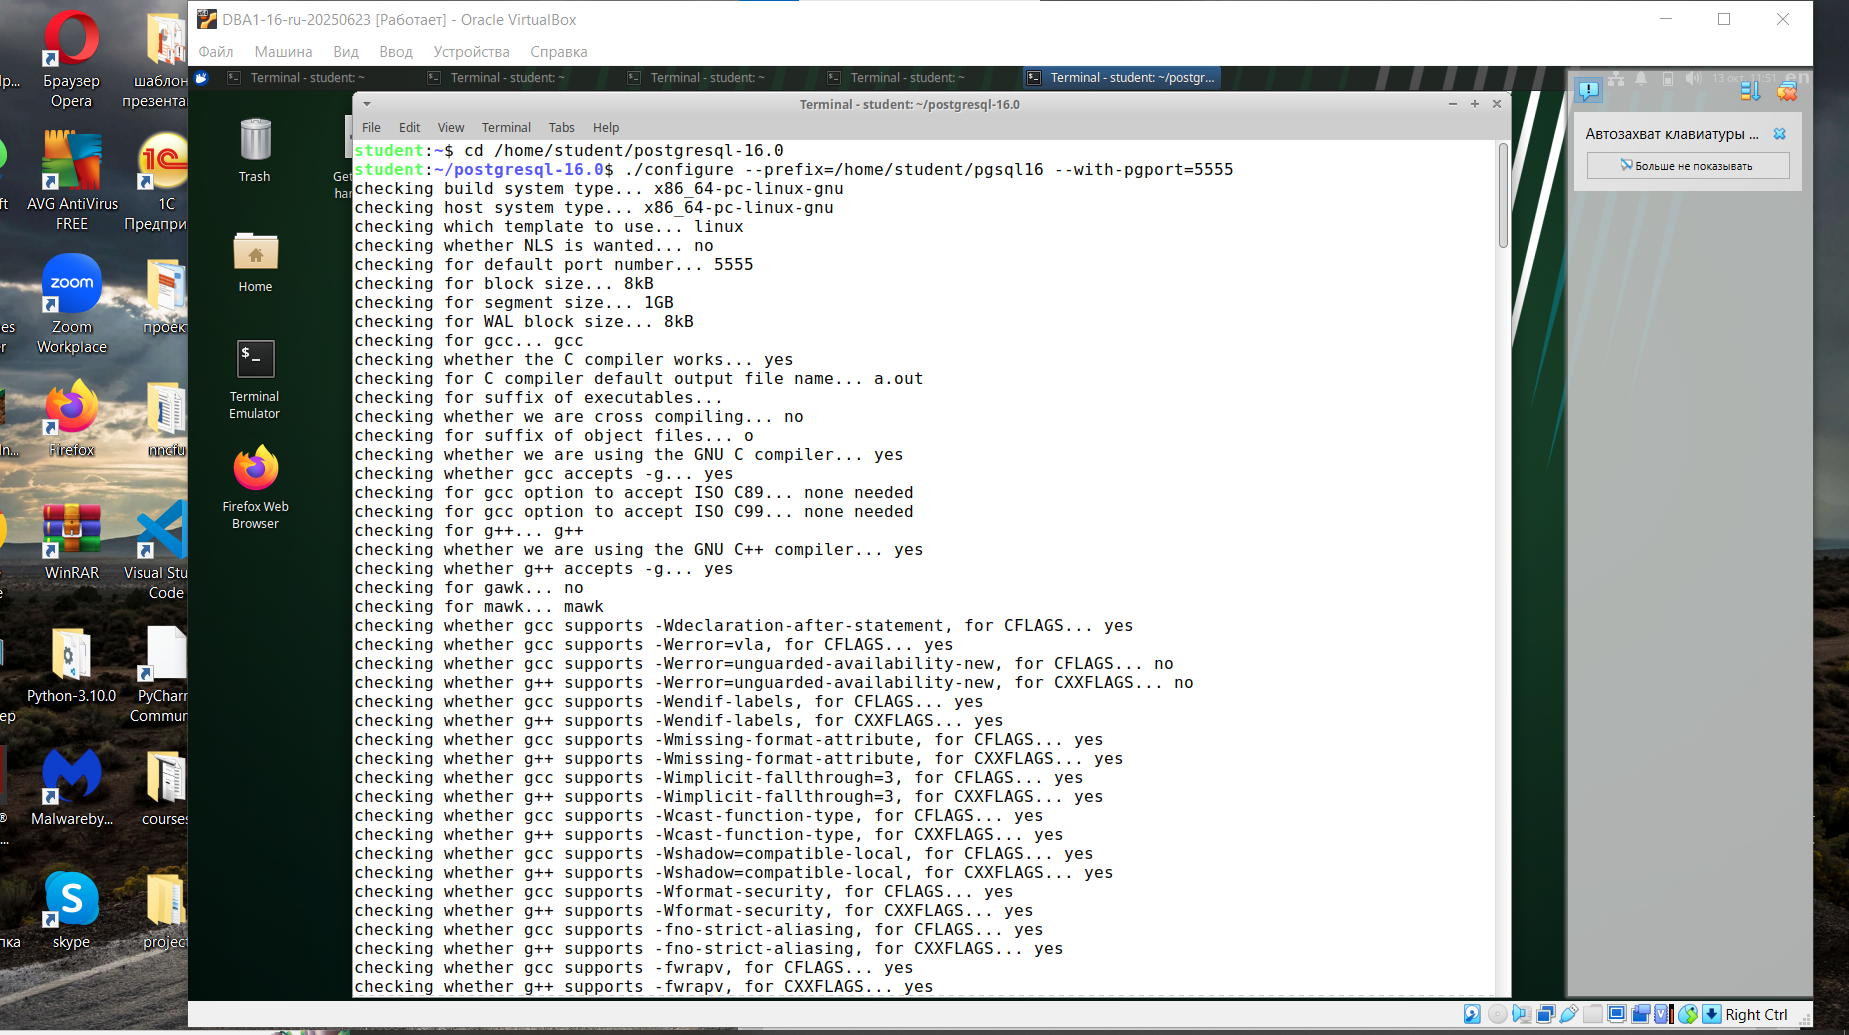 DBA1-16-ru-20250623 [Работает] - Oracle VirtualBox
Файл Машина Вид Ввод Устройства Справка
Terminal - student: ~
Terminal - student: ~
Terminal - student: ~
Terminal - student: ~
Terminal - student: ~/postgr...
13 окт, 11:51
en
Terminal - student: ~/postgresql-16.0
File Edit View Terminal Tabs Help
student:~$ cd /home/student/postgresql-16.0
student:~/postgresql-16.0$ ./configure --prefix=/home/student/pgsql16 --with-pgport=5555
checking build system type... x86_64-pc-linux-gnu
checking host system type... x86_64-pc-linux-gnu
checking which template to use... linux
checking whether NLS is wanted... no
checking for default port number... 5555
checking for block size... 8kB
checking for segment size... 1GB
checking for WAL block size... 8kB
checking for gcc... gcc
checking whether the C compiler works... yes
checking for C compiler default output file name... a.out
checking for suffix of executables...
checking whether we are cross compiling... no
checking for suffix of object files... o
checking whether we are using the GNU C compiler... yes
checking whether gcc accepts -g... yes
checking for gcc option to accept ISO C89... none needed
checking for gcc option to accept ISO C99... none needed
checking for g++... g++
checking whether we are using the GNU C++ compiler... yes
checking whether g++ accepts -g... yes
checking for gawk... no
checking for mawk... mawk
checking whether gcc supports -Wdeclaration-after-statement, for CFLAGS... yes
checking whether gcc supports -Werror=vla, for CFLAGS... yes
checking whether gcc supports -Werror=unguarded-availability-new, for CFLAGS... no
checking whether g++ supports -Werror=unguarded-availability-new, for CXXFLAGS... no
checking whether gcc supports -Wendif-labels, for CFLAGS... yes
checking whether g++ supports -Wendif-labels, for CXXFLAGS... yes
checking whether gcc supports -Wmissing-format-attribute, for CFLAGS... yes
checking whether g++ supports -Wmissing-format-attribute, for CXXFLAGS... yes
checking whether gcc supports -Wimplicit-fallthrough=3, for CFLAGS... yes
checking whether g++ supports -Wimplicit-fallthrough=3, for CXXFLAGS... yes
checking whether gcc supports -Wcast-function-type, for CFLAGS... yes
checking whether g++ supports -Wcast-function-type, for CXXFLAGS... yes
checking whether gcc supports -Wshadow=compatible-local, for CFLAGS... yes
checking whether g++ supports -Wshadow=compatible-local, for CXXFLAGS... yes
checking whether gcc supports -Wformat-security, for CFLAGS... yes
checking whether g++ supports -Wformat-security, for CXXFLAGS... yes
checking whether gcc supports -fno-strict-aliasing, for CFLAGS... yes
checking whether g++ supports -fno-strict-aliasing, for CXXFLAGS... yes
checking whether gcc supports -fwrapv, for CFLAGS... yes
checking whether g++ supports -fwrapv, for CXXFLAGS... yes
Автозахват клавиатуры ...
Больше не показывать
Trash
Home
Terminal
Emulator
Firefox Web
Browser
Браузер
Opera
шаблон
презента
AVG AntiVirus
FREE
1C
Предпри
zoom
Zoom
Workplace
проек
Firefox
nncfu
WinRAR
Visual Stu
Code
Python-3.10.0
PyCharm
Commun
Malwareby...
courses
skype
project
Right Ctrl